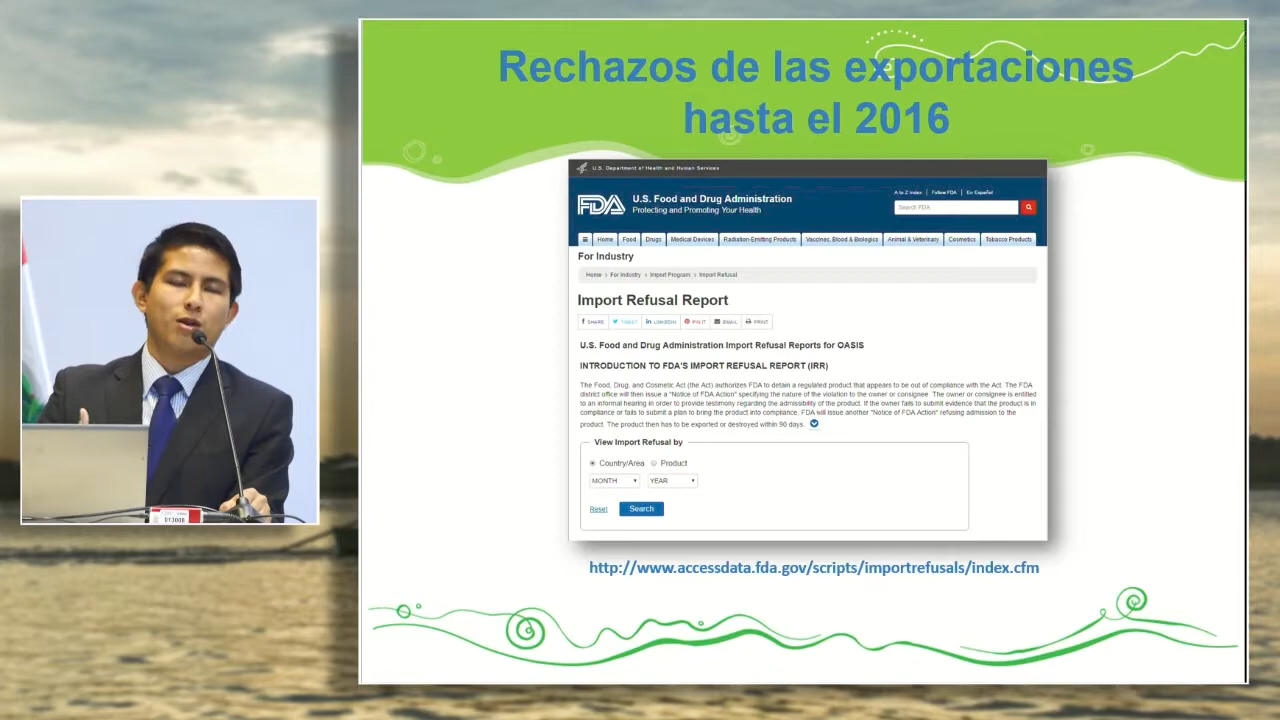 Rechazos de las exportaciones
hasta el 2016
U.S. Department of Health and Human Services
A to Z Index | Follow FDA | En Español
FDA
U.S. Food and Drug Administration
Protecting and Promoting Your Health
Search FDA
Home
Food
Drugs
Medical Devices
Radiation-Emitting Products
Vaccines, Blood & Biologics
Animal & Veterinary
Cosmetics
Tobacco Products
For Industry
Home > For Industry > Import Program > Import Refusal
Import Refusal Report
SHARE
TWEET
LINKEDIN
PIN IT
EMAIL
PRINT
U.S. Food and Drug Administration Import Refusal Reports for OASIS
INTRODUCTION TO FDA'S IMPORT REFUSAL REPORT (IRR)
The Food, Drug, and Cosmetic Act (the Act) authorizes FDA to detain a regulated product that appears to be out of compliance with the Act. The FDA
district office will then issue a "Notice of FDA Action" specifying the nature of the violation to the owner or consignee. The owner or consignee is entitled
to an informal hearing in order to provide testimony regarding the admissibility of the product. If the owner fails to submit evidence that the product is in
compliance or fails to submit a plan to bring the product into compliance, FDA will issue another "Notice of FDA Action" refusing admission to the
product. The product then has to be exported or destroyed within 90 days.
View Import Refusal by
Country/Area Product
MONTH YEAR
Reset Search
http://www.accessdata.fda.gov/scripts/importrefusals/index.cfm